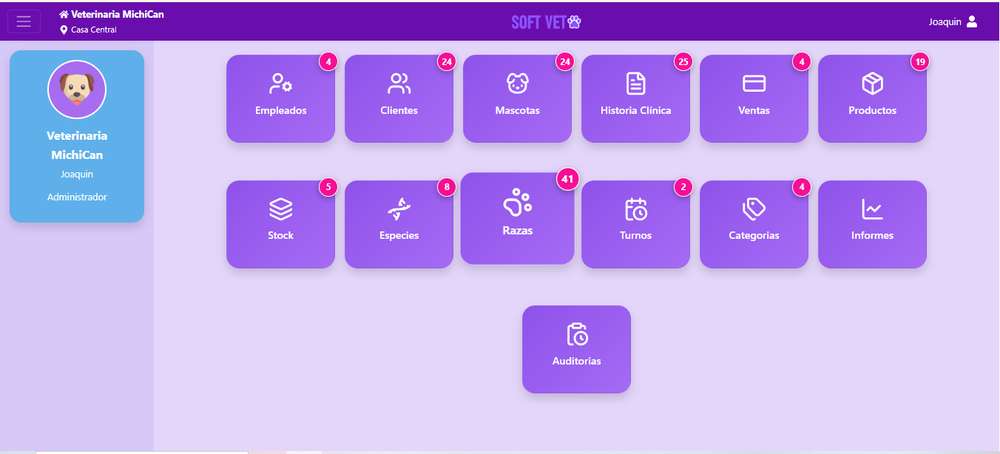 Veterinaria MichiCan
Casa Central
SOFT VET
Joaquin
Veterinaria
MichiCan
Joaquin
Administrador
4
Empleados
24
Clientes
24
Mascotas
25
Historia Clínica
4
Ventas
19
Productos
5
Stock
8
Especies
41
Razas
2
Turnos
4
Categorias
Informes
Auditorias